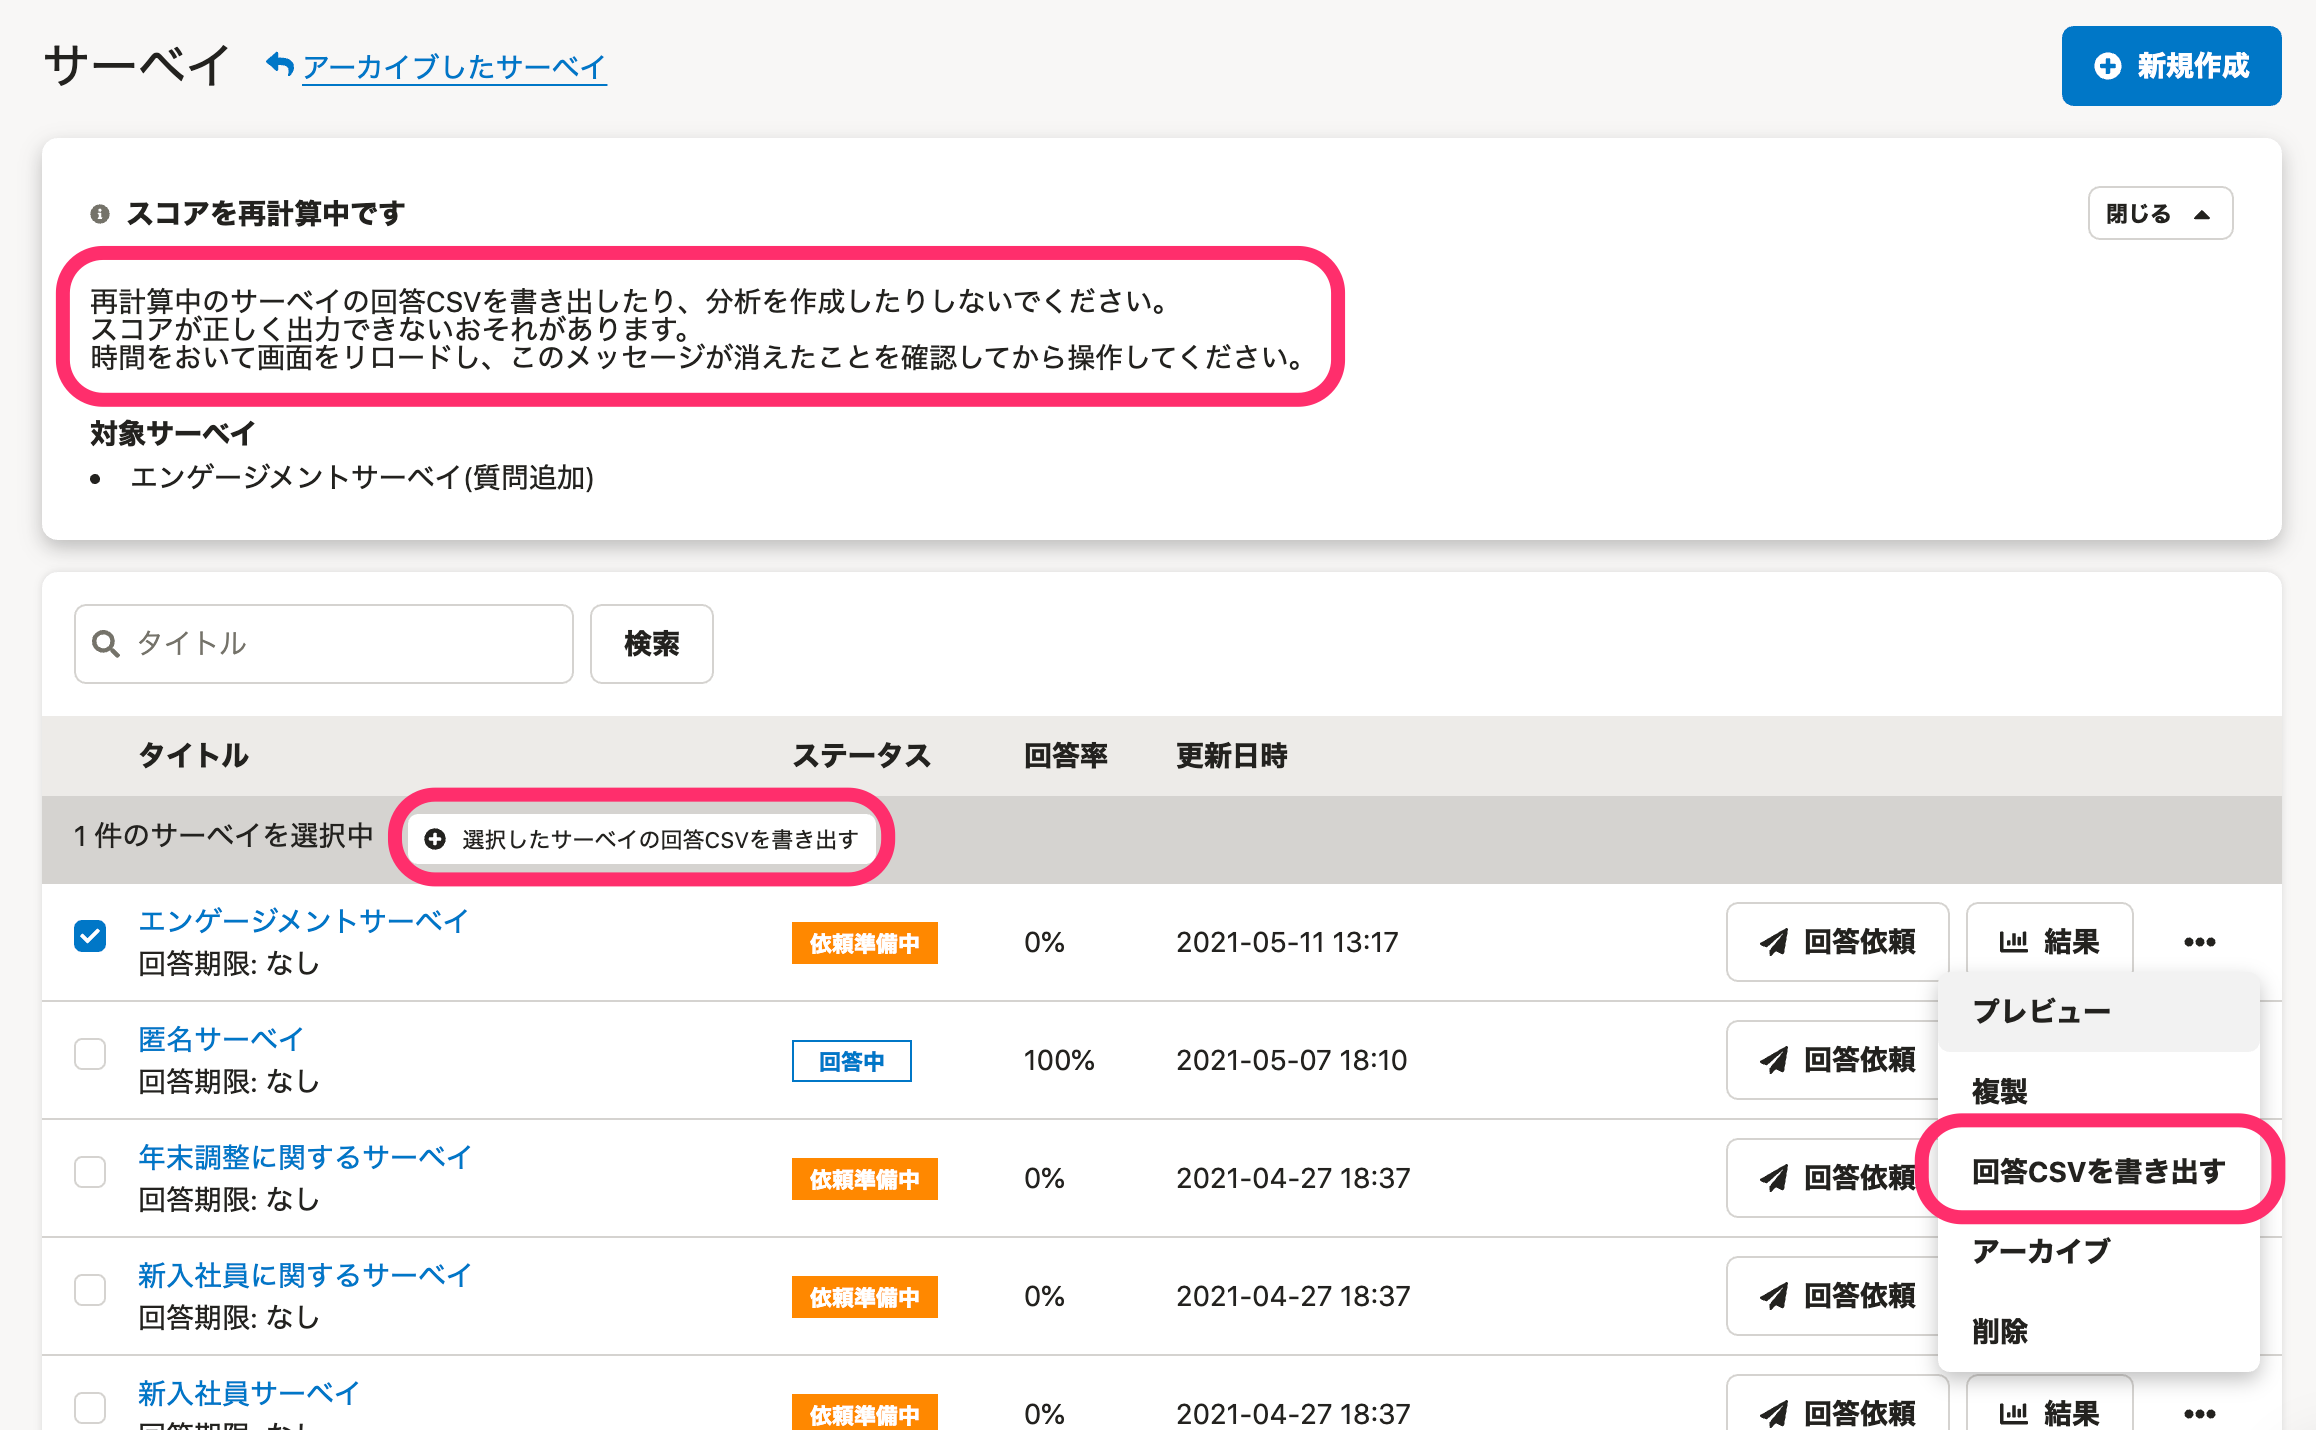 サーベイ アーカイブしたサーベイ 新規作成
スコアを再計算中です 閉じる
再計算中のサーベイの回答CSVを書き出したり、分析を作成したりしないでください。
スコアが正しく出力できないおそれがあります。
時間をおいて画面をリロードし、このメッセージが消えたことを確認してから操作してください。
対象サーベイ
• エンゲージメントサーベイ(質問追加)
タイトル 検索
タイトル ステータス 回答率 更新日時
1 件のサーベイを選択中 選択したサーベイの回答CSVを書き出す
エンゲージメントサーベイ
回答期限: なし
依頼準備中 0% 2021-05-11 13:17 回答依頼 結果
プレビュー
匿名サーベイ
回答期限: なし
回答中 100% 2021-05-07 18:10 回答依頼
複製
年末調整に関するサーベイ
回答期限: なし
依頼準備中 0% 2021-04-27 18:37 回答依頼
回答CSVを書き出す
新入社員に関するサーベイ
回答期限: なし
依頼準備中 0% 2021-04-27 18:37 回答依頼
アーカイブ
削除
新入社員サーベイ
依頼準備中 0% 2021-04-27 18:37 回答依頼 結果